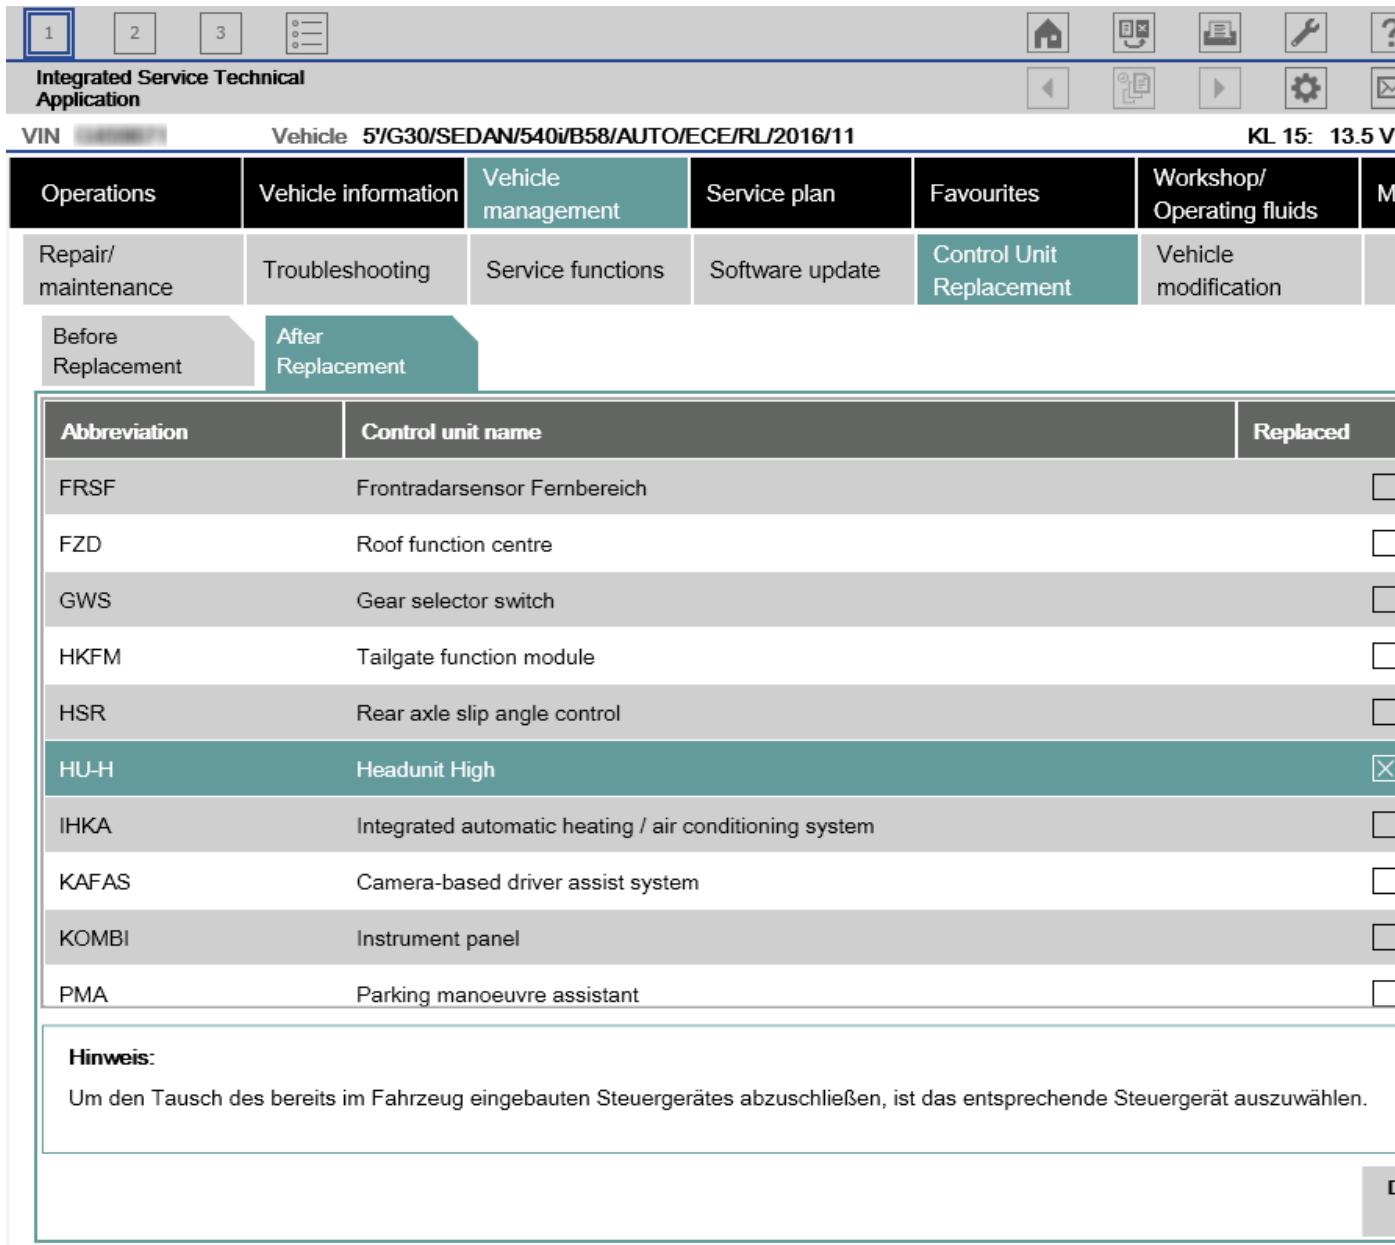 1 2 3
Integrated Service Technical
Application
VIN Vehicle 5'/G30/SEDAN/540i/B58/AUTO/ECE/RL/2016/11 KL 15: 13.5 V
Operations Vehicle information Vehicle management Service plan Favourites Workshop/ Operating fluids M
Repair/ maintenance Troubleshooting Service functions Software update Control Unit Replacement Vehicle modification
Before Replacement After Replacement
Abbreviation Control unit name Replaced
FRSF Frontradarsensor Fernbereich
FZD Roof function centre
GWS Gear selector switch
HKFM Tailgate function module
HSR Rear axle slip angle control
HU-H Headunit High
IHKA Integrated automatic heating / air conditioning system
KAFAS Camera-based driver assist system
KOMBI Instrument panel
PMA Parking manoeuvre assistant
Hinweis:
Um den Tausch des bereits im Fahrzeug eingebauten Steuergerätes abzuschließen, ist das entsprechende Steuergerät auszuwählen.